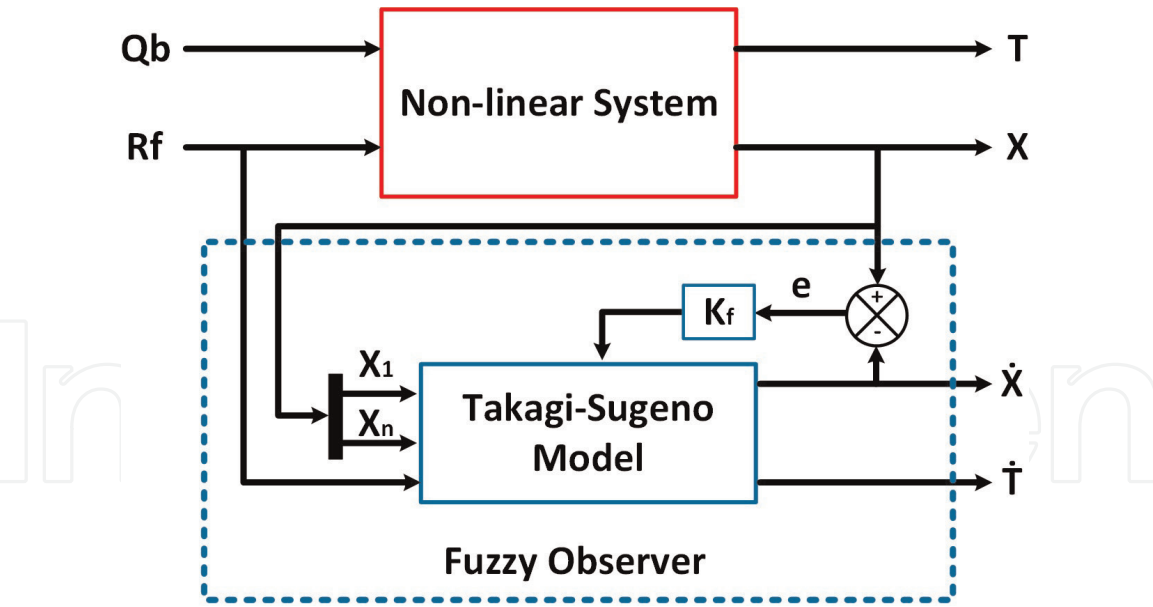 Qb
T
Non-linear System
Rf
X
+
e
Kf
-
X1
Ẋ
Takagi-Sugeno
Xn
Model
Ṫ
Fuzzy Observer